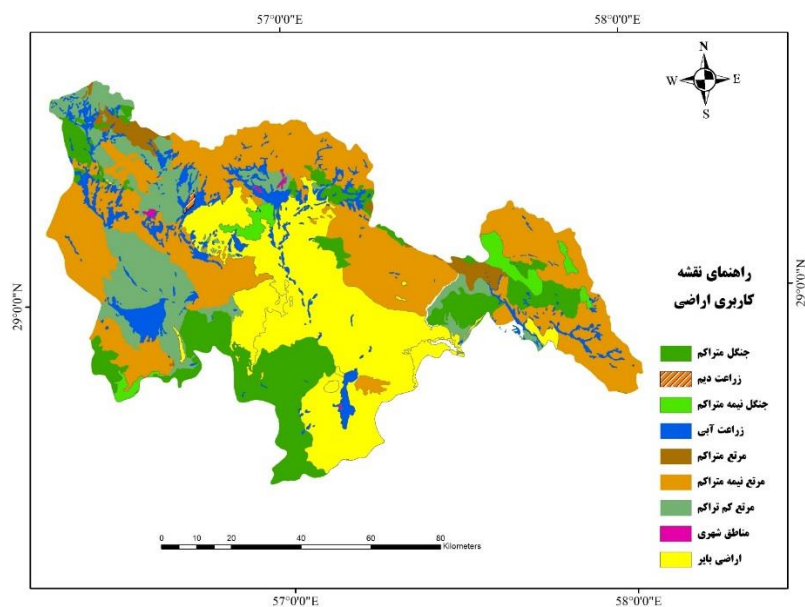 57°0'0"E
58°0'0"E
N
W
E
S
29°0'0"N
29°0'0"N
راهنمای نقشه
کاربری اراضی
جنگل متراکم
زراعت دیم
جنگل نیمه متراکم
زراعت آبی
مرتع متراکم
مرتع نیمه متراکم
مرتع کم تراکم
مناطق شهری
اراضی بایر
0 10 20 40 60 80
Kilometers
57°0'0"E
58°0'0"E